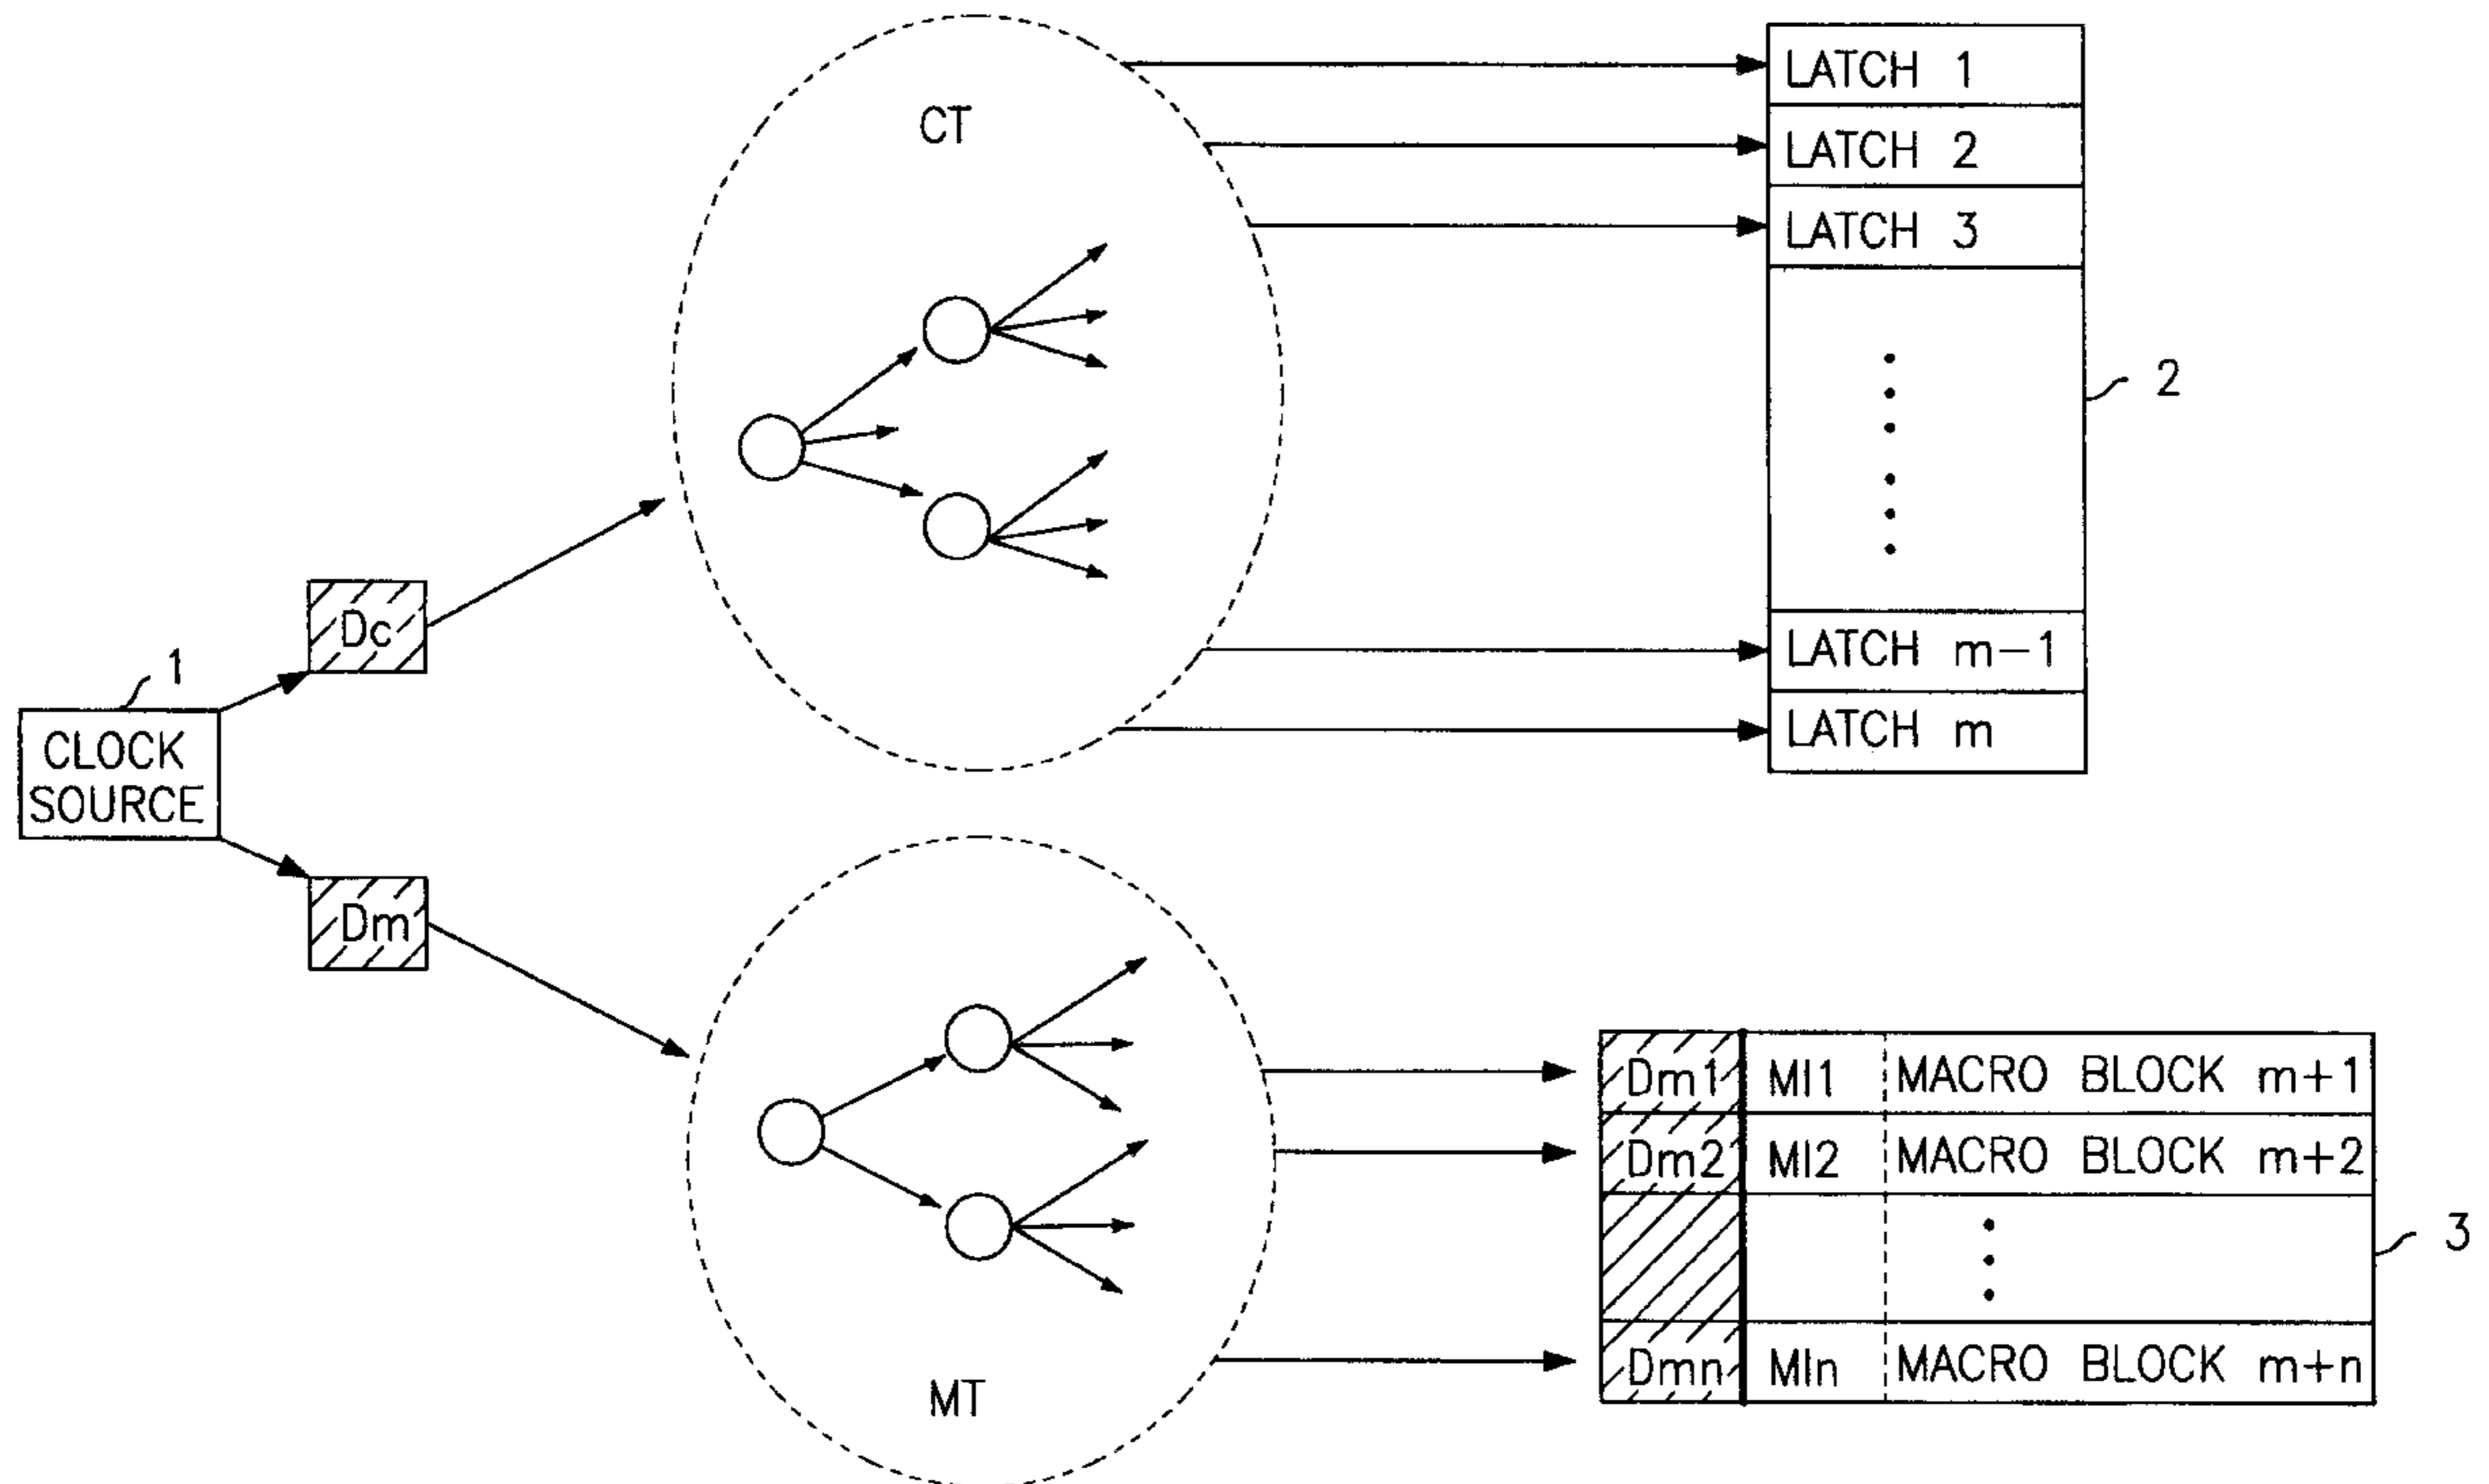 CT
LATCH 1
LATCH 2
LATCH 3
2
LATCH m-1
LATCH m
Dc
1
CLOCK
SOURCE
Dm
Dm1 MI1 MACRO BLOCK m+1
Dm2 MI2 MACRO BLOCK m+2
3
Dmn MIn MACRO BLOCK m+n
MT